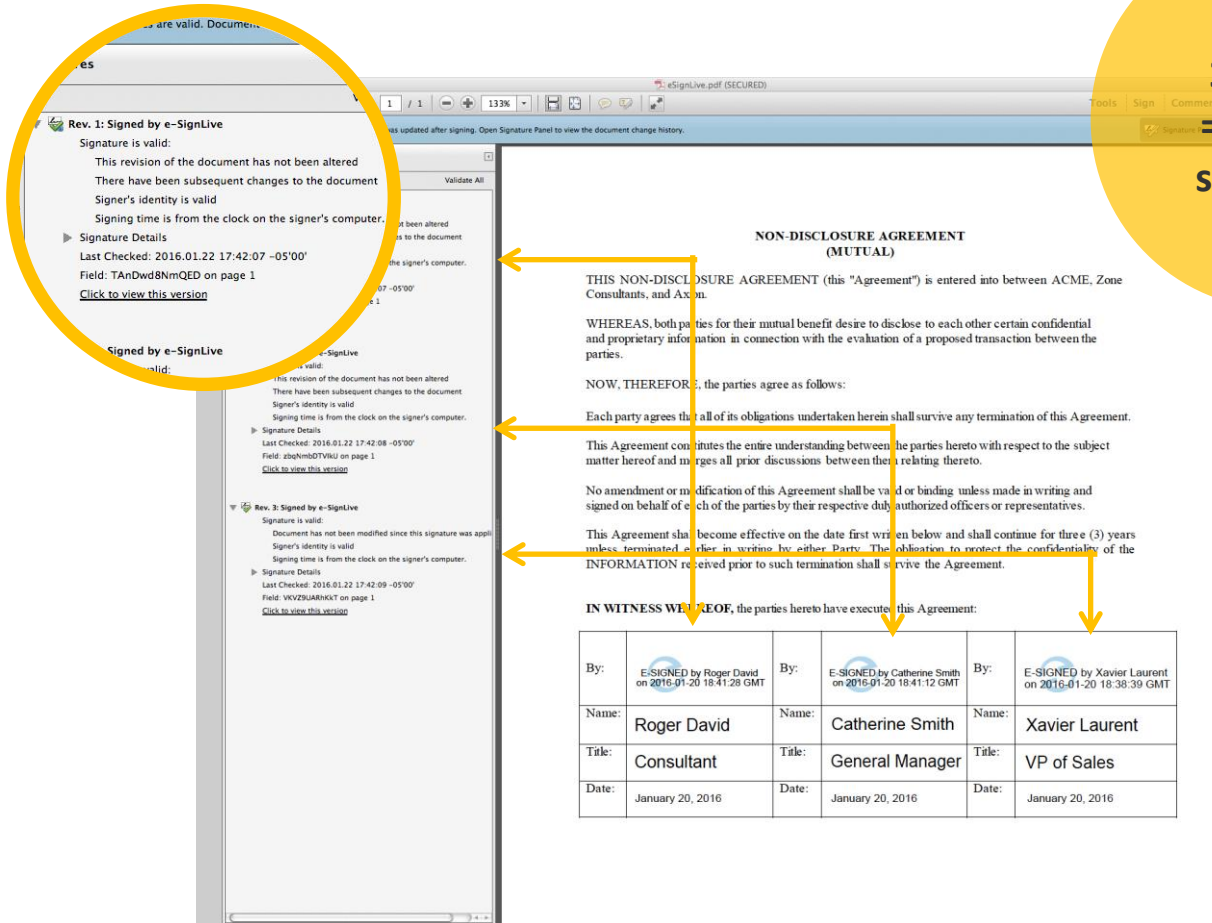 are valid. Document
res
Rev. 1: Signed by e-SignLive
Signature is valid:
This revision of the document has not been altered
There have been subsequent changes to the document
Signer's identity is valid
Signing time is from the clock on the signer's computer.
Signature Details
Last Checked: 2016.01.22 17:42:07 -05'00'
Field: TAnDwd8NmQED on page 1
Click to view this version
Signed by e-SignLive
valid:
eSignLive.pdf (SECURED)
1 / 1 133% Tools Sign Comme
was updated after signing. Open Signature Panel to view the document change history. Signature P
=
S
Validate All
ot been altered
es to the document
the signer's computer.
07 -05'00'
e 1
e-SignLive
valid:
This revision of the document has not been altered
There have been subsequent changes to the document
Signer's identity is valid
Signing time is from the clock on the signer's computer.
Signature Details
Last Checked: 2016.01.22 17:42:08 -05'00'
Field: zbqNmbDTVlkU on page 1
Click to view this version
Rev. 3: Signed by e-SignLive
Signature is valid:
Document has not been modified since this signature was appli
Signer's identity is valid
Signing time is from the clock on the signer's computer.
Signature Details
Last Checked: 2016.01.22 17:42:09 -05'00'
Field: VKVZ9UARhKkT on page 1
Click to view this version
NON-DISCLOSURE AGREEMENT
(MUTUAL)
THIS NON-DISCLOSURE AGREEMENT (this "Agreement") is entered into between ACME, Zone
Consultants, and Axon.
WHEREAS, both parties for their mutual benefit desire to disclose to each other certain confidential
and proprietary information in connection with the evaluation of a proposed transaction between the
parties.
NOW, THEREFORE, the parties agree as follows:
Each party agrees that all of its obligations undertaken herein shall survive any termination of this Agreement.
This Agreement constitutes the entire understanding between the parties hereto with respect to the subject
matter hereof and merges all prior discussions between them relating thereto.
No amendment or modification of this Agreement shall be valid or binding unless made in writing and
signed on behalf of each of the parties by their respective duly authorized officers or representatives.
This Agreement shall become effective on the date first written below and shall continue for three (3) years
unless terminated earlier in writing by either Party. The obligation to protect the confidentiality of the
INFORMATION received prior to such termination shall survive the Agreement.
IN WITNESS WHEREOF, the parties hereto have executed this Agreement:
By: E-SIGNED by Roger David By: E-SIGNED by Catherine Smith By: E-SIGNED by Xavier Laurent
on 2016-01-20 18:41:28 GMT on 2016-01-20 18:41:12 GMT on 2016-01-20 18:38:39 GMT
Name: Roger David Name: Catherine Smith Name: Xavier Laurent
Title: Consultant Title: General Manager Title: VP of Sales
Date: January 20, 2016 Date: January 20, 2016 Date: January 20, 2016